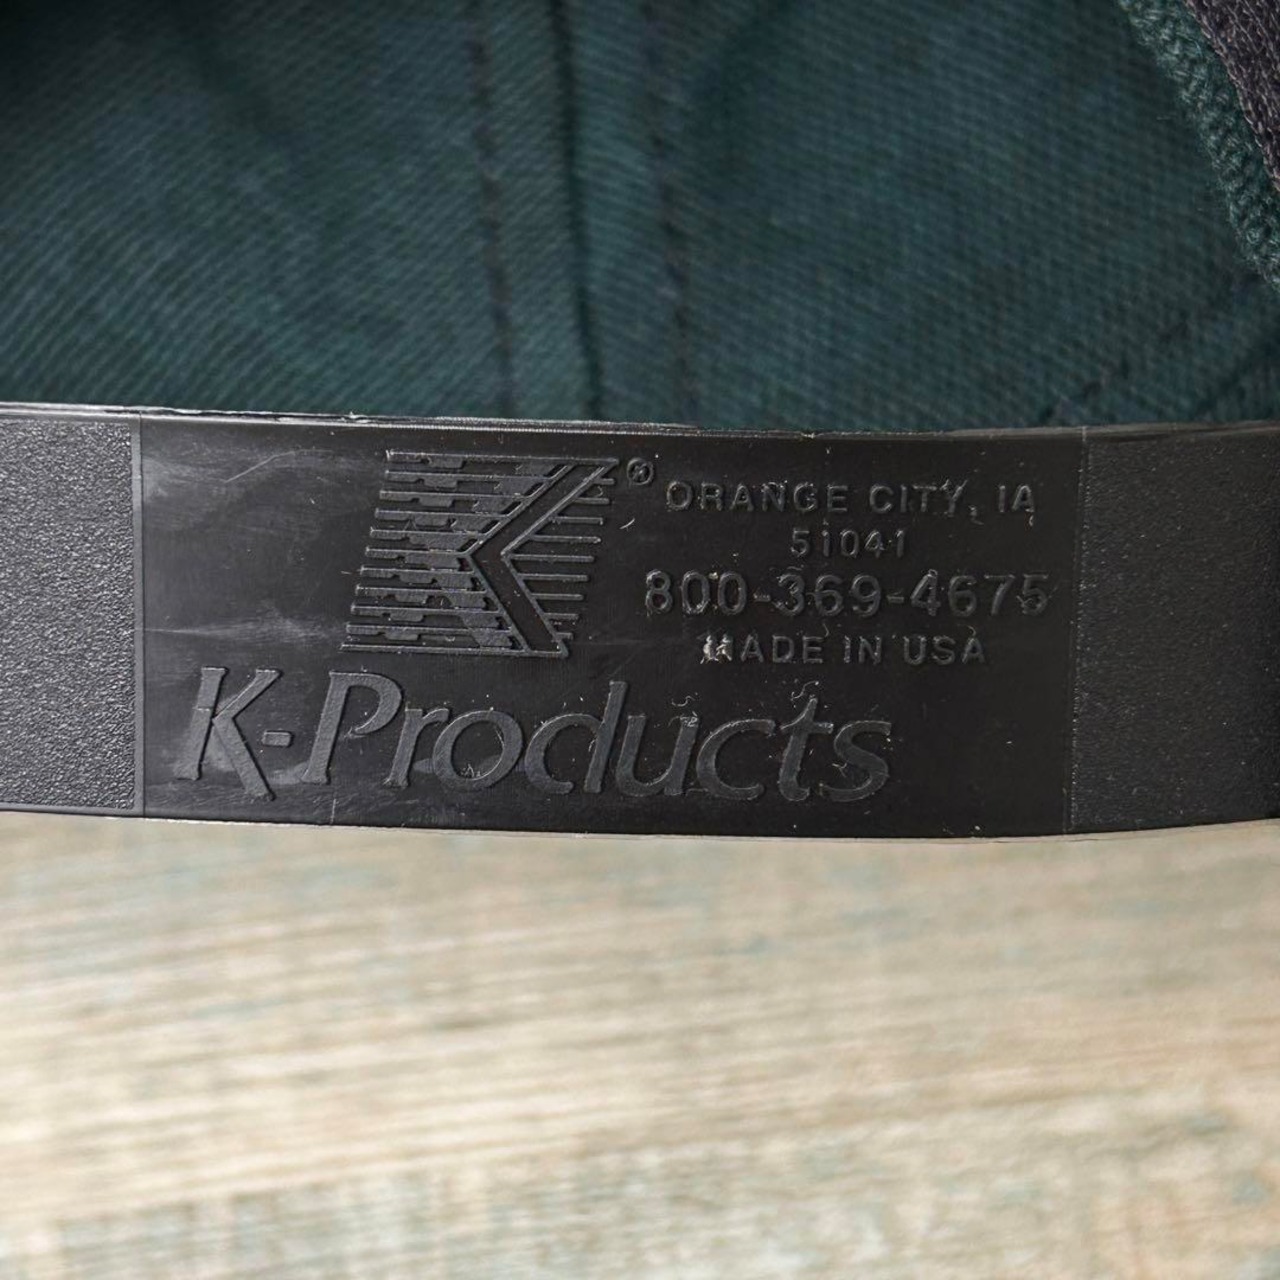 K®
ORANGE CITY, IA
51041
800-369-4675
MADE IN USA
K-Products